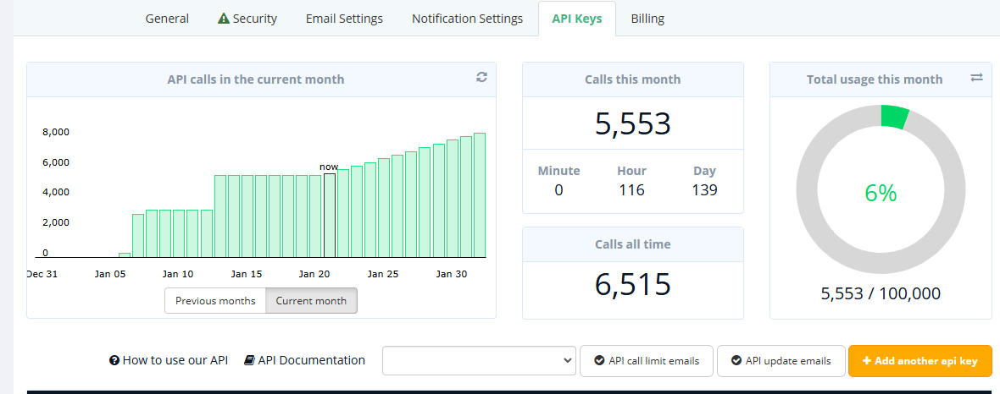 General Security Email Settings Notification Settings API Keys Billing
API calls in the current month
8,000
6,000
4,000
2,000
0
now
Dec 31 Jan 05 Jan 10 Jan 15 Jan 20 Jan 25 Jan 30
Previous months Current month
Calls this month
5,553
Minute Hour Day
0 116 139
Calls all time
6,515
Total usage this month
6%
5,553 / 100,000
How to use our API API Documentation API call limit emails API update emails + Add another api key